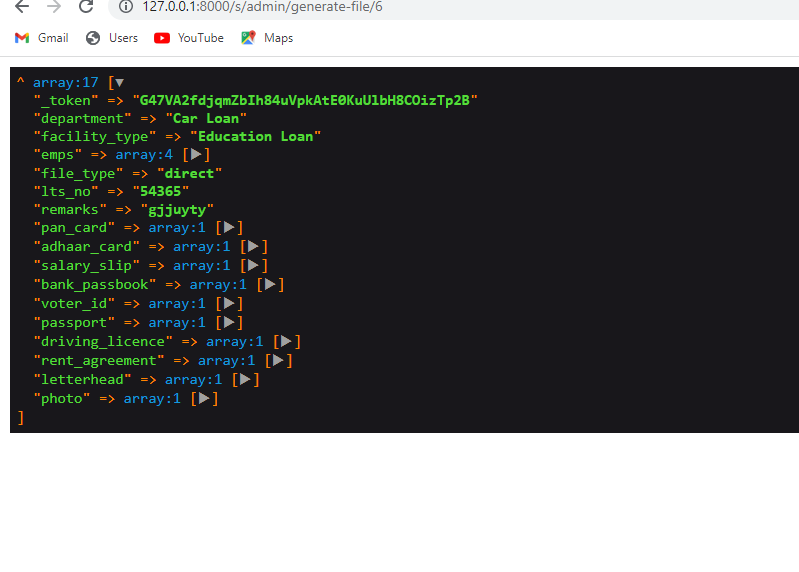 127.0.0.1:8000/s/admin/generate-file/6
Gmail Users YouTube Maps
^ array:17 [▼
"_token" => "G47VA2fdjqmZbIh84uVpkAtE0KuUlbH8COizTp2B"
"department" => "Car Loan"
"facility_type" => "Education Loan"
"emps" => array:4 [▶]
"file_type" => "direct"
"lts_no" => "54365"
"remarks" => "gjjuyty"
"pan_card" => array:1 [▶]
"adhaar_card" => array:1 [▶]
"salary_slip" => array:1 [▶]
"bank_passbook" => array:1 [▶]
"voter_id" => array:1 [▶]
"passport" => array:1 [▶]
"driving_licence" => array:1 [▶]
"rent_agreement" => array:1 [▶]
"letterhead" => array:1 [▶]
"photo" => array:1 [▶]
]